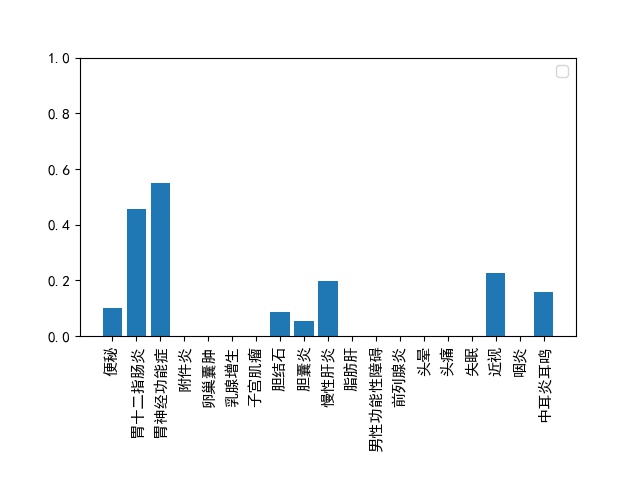 1.0
0.8
0.6
0.4
0.2
0.0
便秘
胃十二指肠炎
胃神经功能症
附件炎
卵巢囊肿
乳腺增生
子宫肌瘤
胆结石
胆囊炎
慢性肝炎
脂肪肝
男性功能性障碍
前列腺炎
头晕
头痛
失眠
近视
咽炎
中耳炎耳鸣